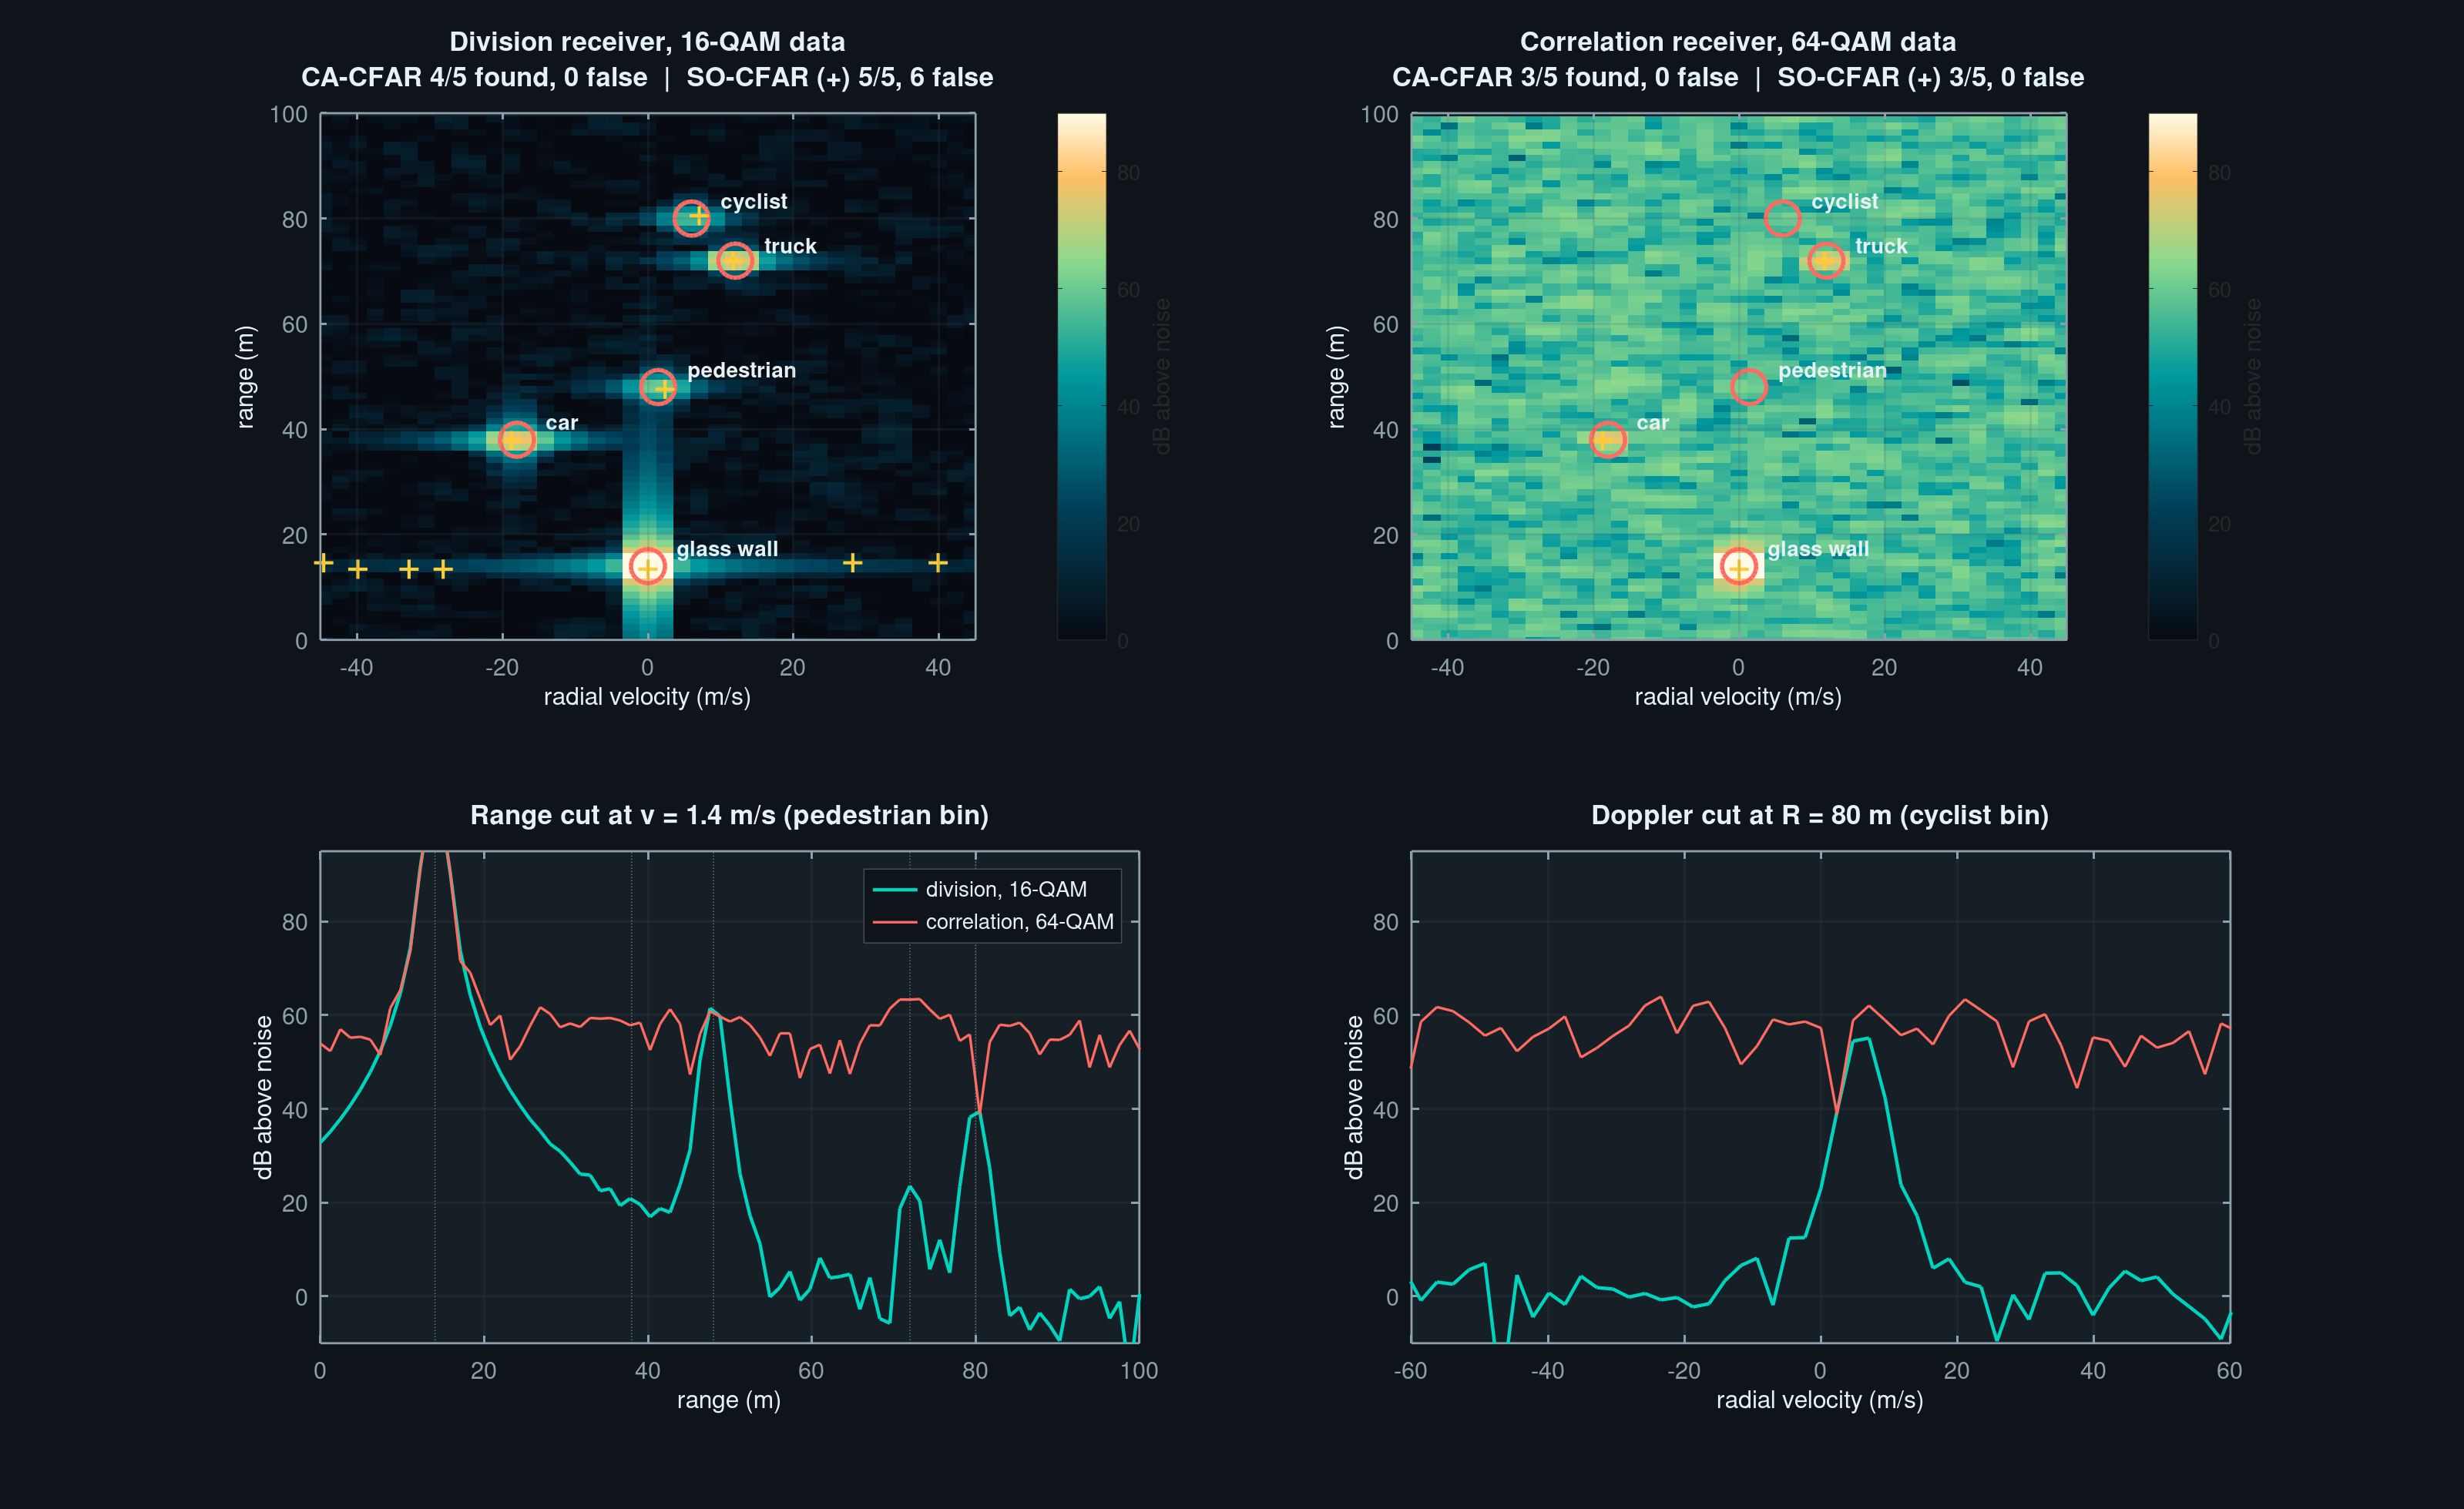 Division receiver, 16-QAM data
CA-CFAR 4/5 found, 0 false | SO-CFAR (+) 5/5, 6 false
100
80
60
40
20
0
range (m)
cyclist
truck
pedestrian
car
glass wall
-40
-20
0
20
40
radial velocity (m/s)
80
60
40
20
0
dB above noise
Correlation receiver, 64-QAM data
CA-CFAR 3/5 found, 0 false | SO-CFAR (+) 3/5, 0 false
100
80
60
40
20
0
range (m)
cyclist
truck
pedestrian
car
glass wall
-40
-20
0
20
40
radial velocity (m/s)
80
60
40
20
0
dB above noise
Range cut at v = 1.4 m/s (pedestrian bin)
80
60
40
20
0
dB above noise
division, 16-QAM
correlation, 64-QAM
0
20
40
60
80
100
range (m)
Doppler cut at R = 80 m (cyclist bin)
80
60
40
20
0
dB above noise
-60
-40
-20
0
20
40
60
radial velocity (m/s)